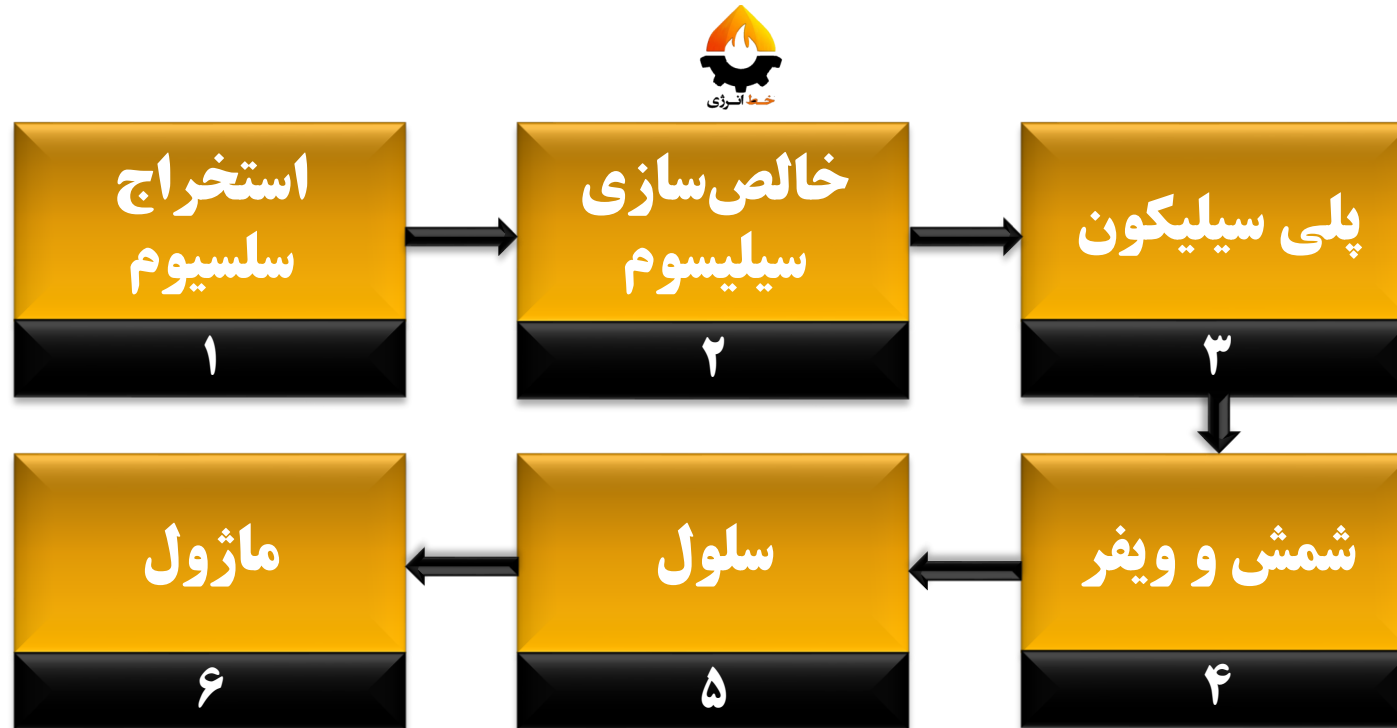 خط انرژی
استخراج
سلسیوم
۱
خالص‌سازی
سیلیسوم
۲
پلی سیلیکون
۳
شمش و ویفر
۴
سلول
۵
ماژول
۶